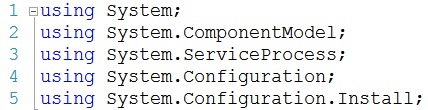 1 using System;
2 using System.ComponentModel;
3 using System.ServiceProcess;
4 using System.Configuration;
5 using System.Configuration.Install;